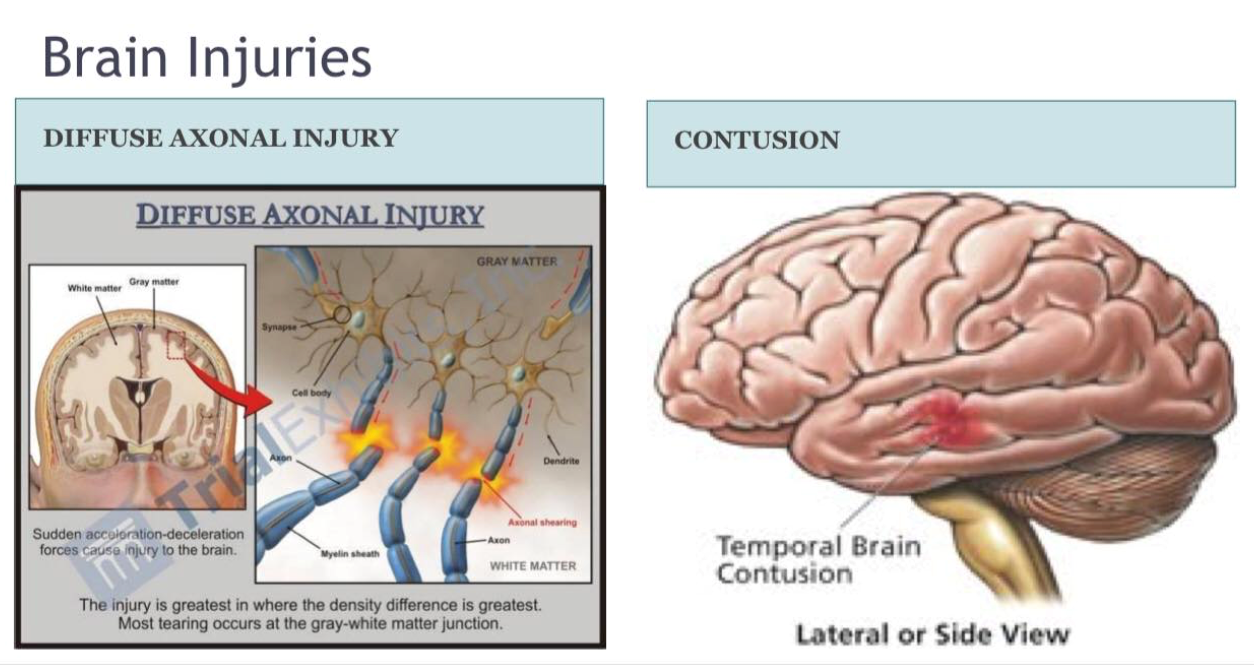 Brain Injuries
DIFFUSE AXONAL INJURY
DIFFUSE AXONAL INJURY
White matter
Gray matter
Sudden acceleration-deceleration
forces cause injury to the brain.
GRAY MATTER
Synapse
Cell body
Axon
Dendrite
Axonal shearing
Axon
Myelin sheath
WHITE MATTER
The injury is greatest in where the density difference is greatest.
Most tearing occurs at the gray-white matter junction.
CONTUSION
Temporal Brain
Contusion
Lateral or Side View